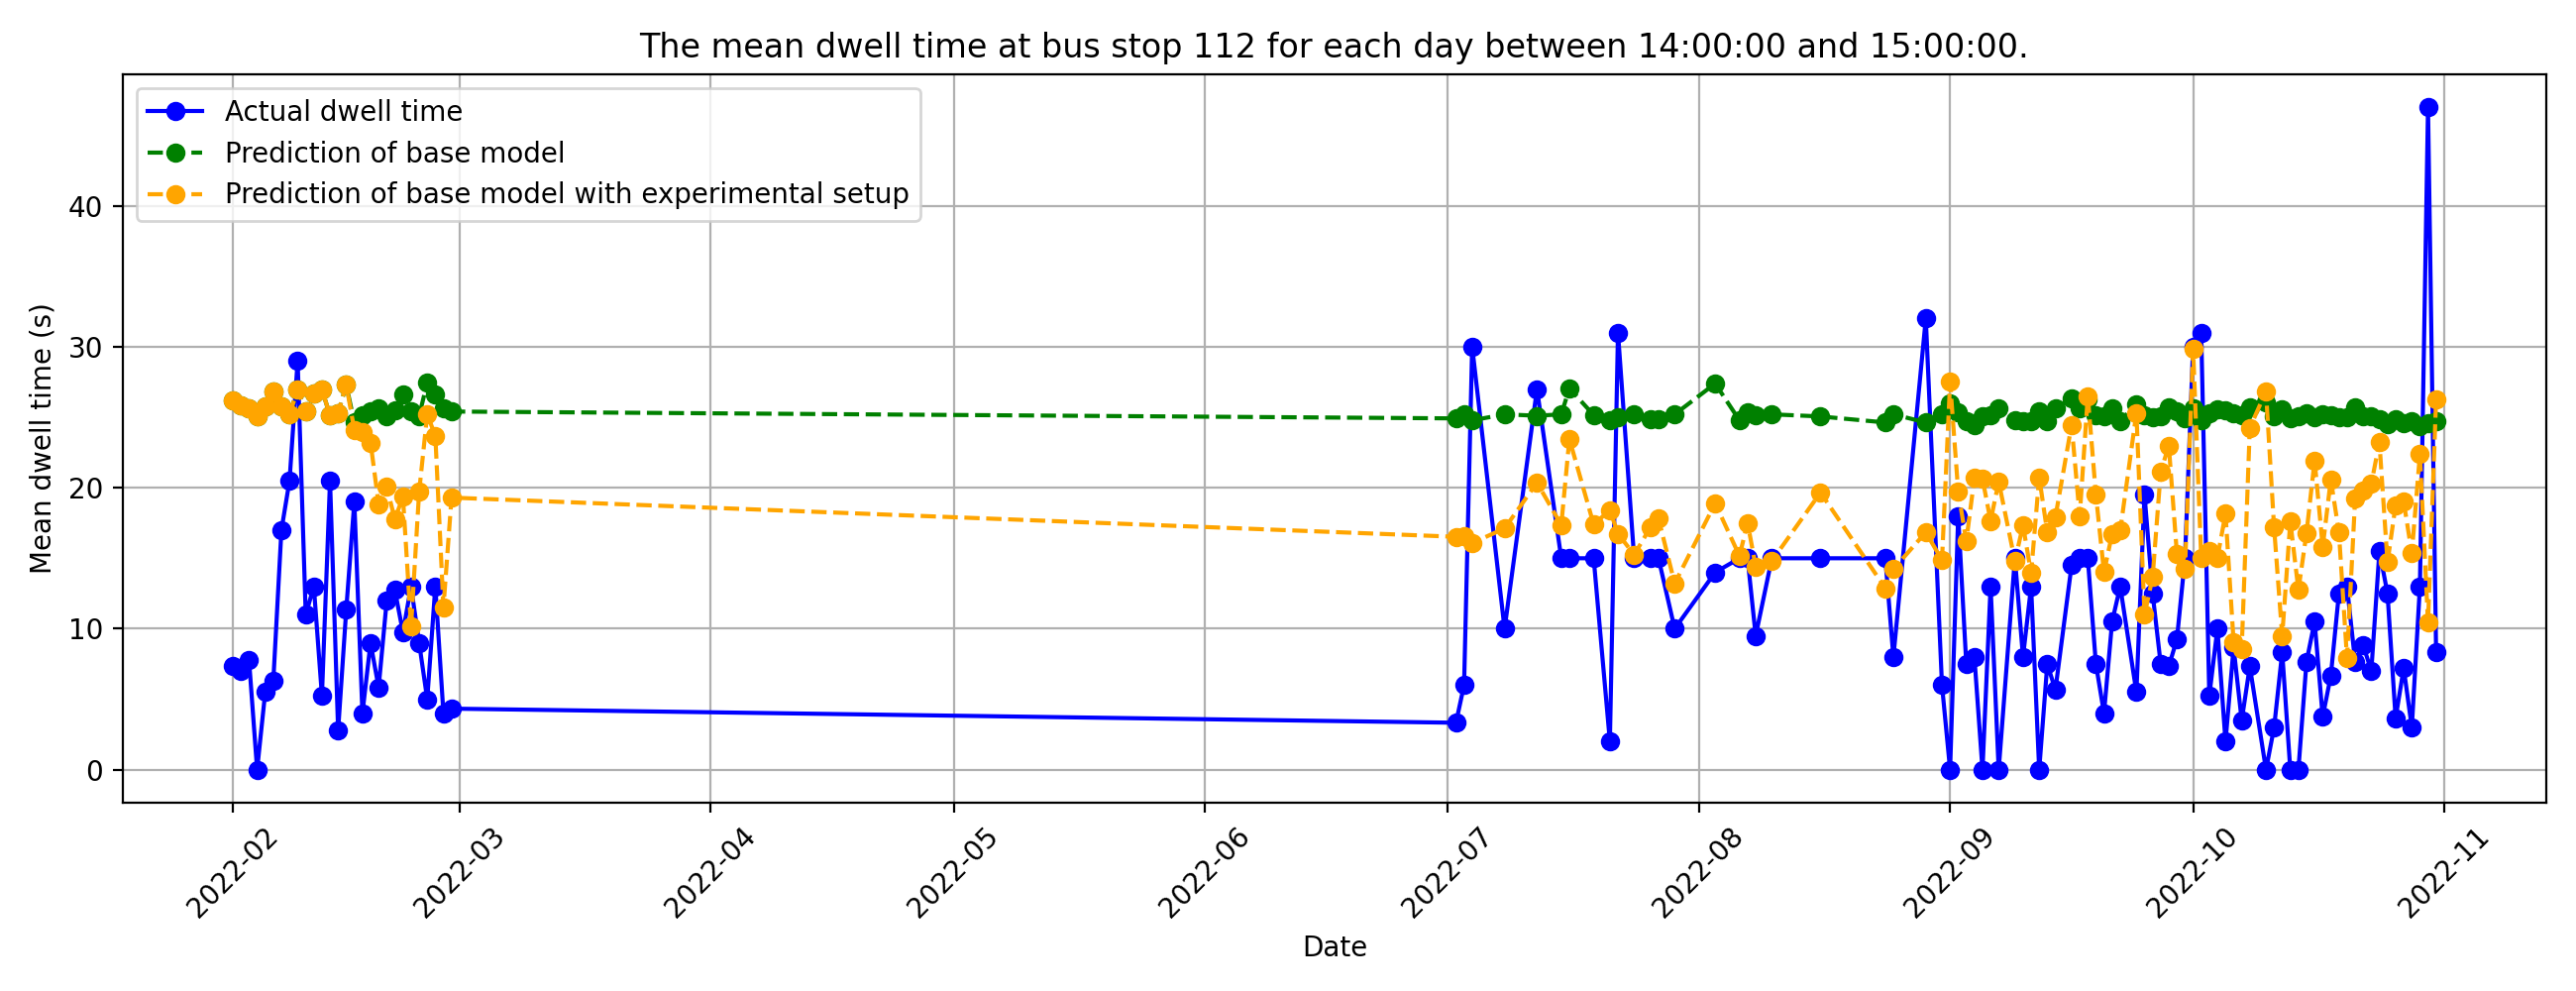 The mean dwell time at bus stop 112 for each day between 14:00:00 and 15:00:00.
Actual dwell time
Prediction of base model
Prediction of base model with experimental setup
Mean dwell time (s)
40
30
20
10
0
2022-02
2022-03
2022-04
2022-05
2022-06
2022-07
2022-08
2022-09
2022-10
2022-11
Date